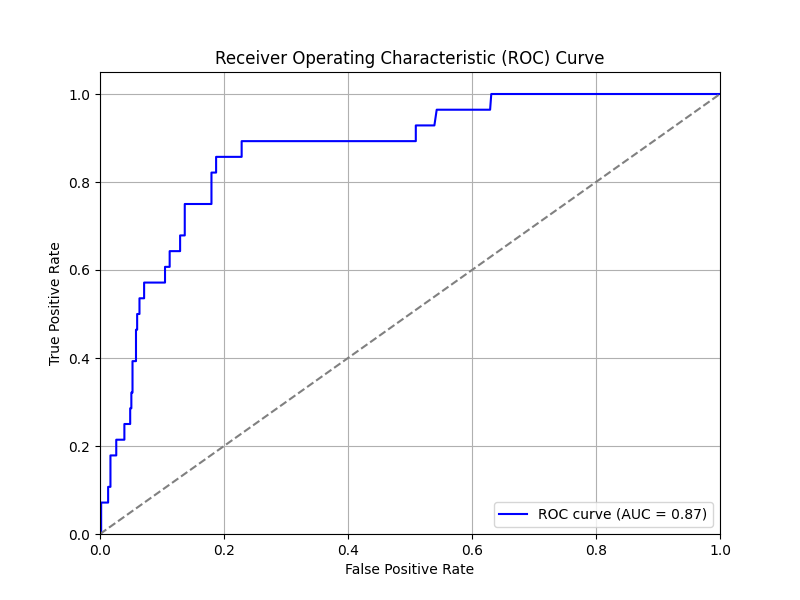 Receiver Operating Characteristic (ROC) Curve
True Positive Rate
1.0
0.8
0.6
0.4
0.2
0.0
ROC curve (AUC = 0.87)
0.0 0.2 0.4 0.6 0.8 1.0
False Positive Rate